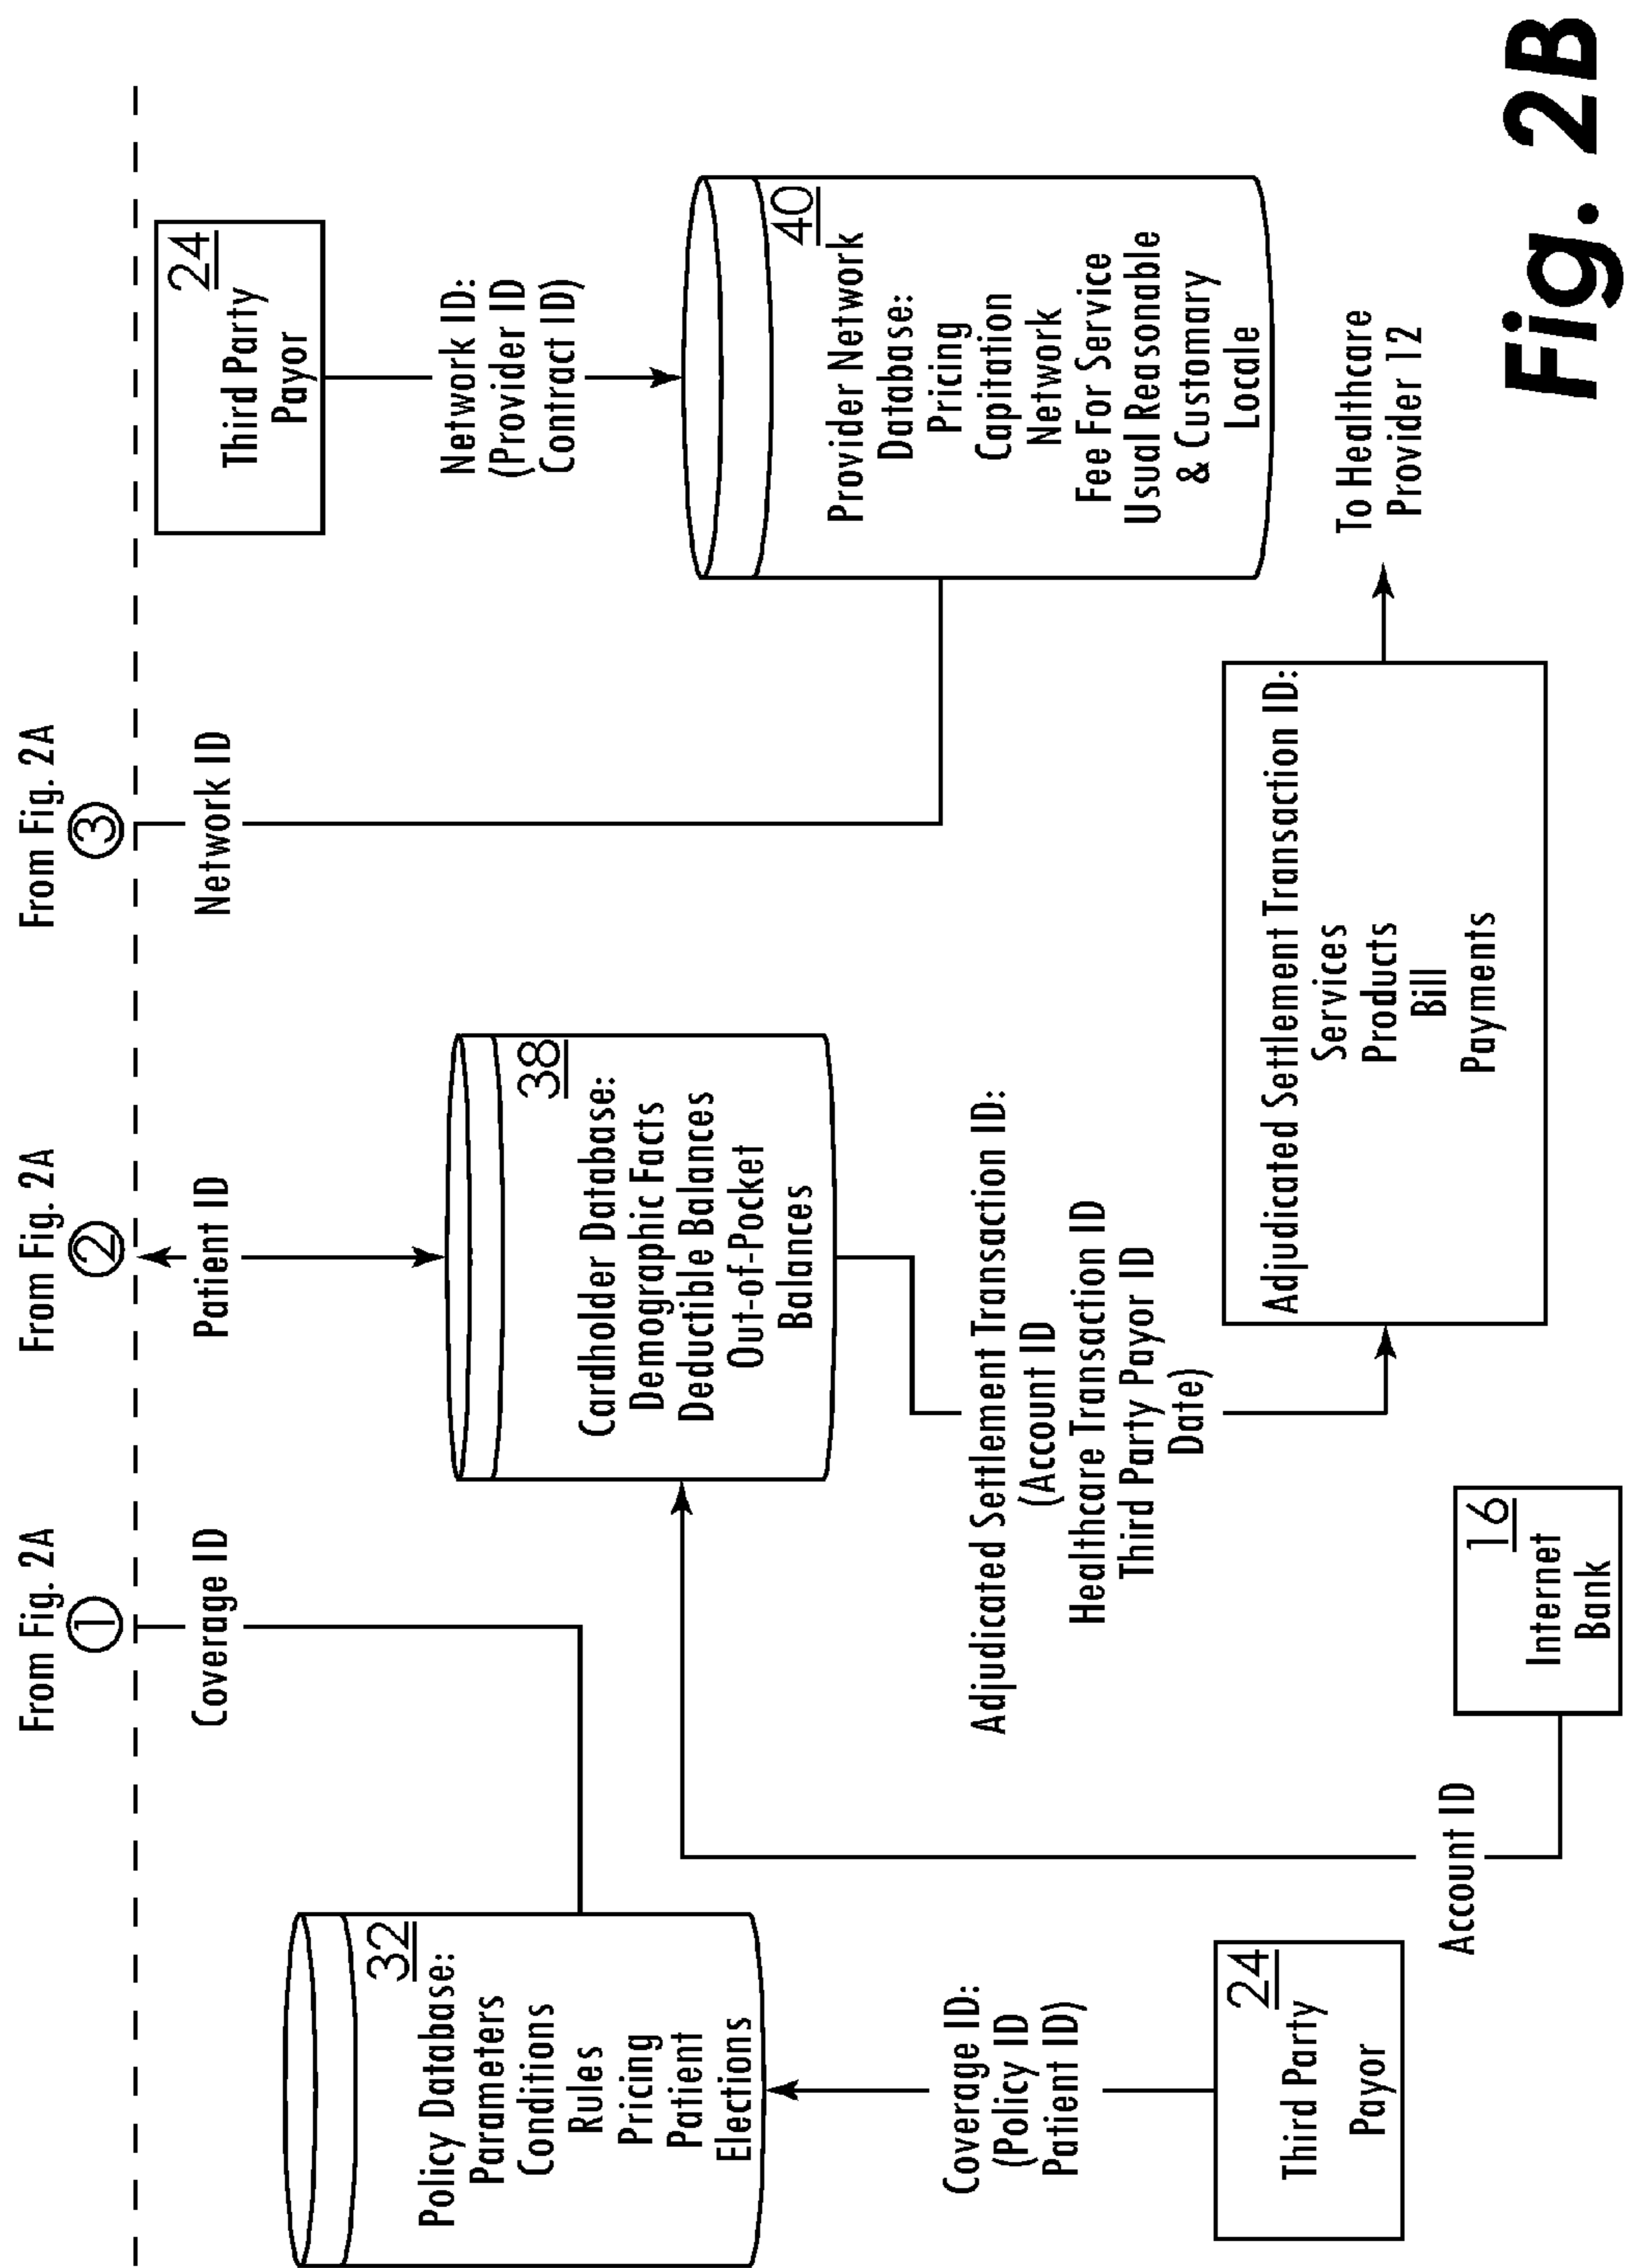 From Fig. 2A
1
Coverage ID
From Fig. 2A
2
Patient ID
From Fig. 2A
3
Network ID
32
Policy Database:
Parameters
Conditions
Rules
Pricing
Patient
Elections
Coverage ID:
(Policy ID
Patient ID)
24
Third Party
Payor
38
Cardholder Database:
Demographic Facts
Deductible Balances
Out-of-Pocket
Balances
Adjudicated Settlement Transaction ID:
(Account ID
Healthcare Transaction ID
Third Party Payor ID
Date)
Account ID
16
Internet
Bank
24
Third Party
Payor
Network ID:
(Provider ID
Contract ID)
40
Provider Network
Database:
Pricing
Capitation
Network
Fee For Service
Usual Reasonable
& Customary
Locale
Adjudicated Settlement Transaction ID:
Services
Products
Bill
Payments
To Healthcare
Provider 12
Fig. 2B